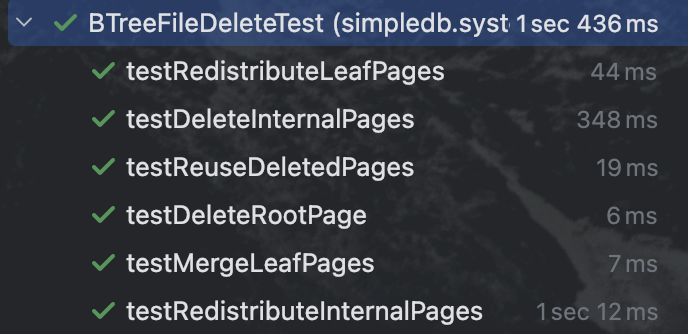 BTreeFileDeleteTest (simpledb.syst 1 sec 436 ms
testRedistributeLeafPages 44 ms
testDeleteInternalPages 348 ms
testReuseDeletedPages 19 ms
testDeleteRootPage 6 ms
testMergeLeafPages 7 ms
testRedistributeInternalPages 1 sec 12 ms